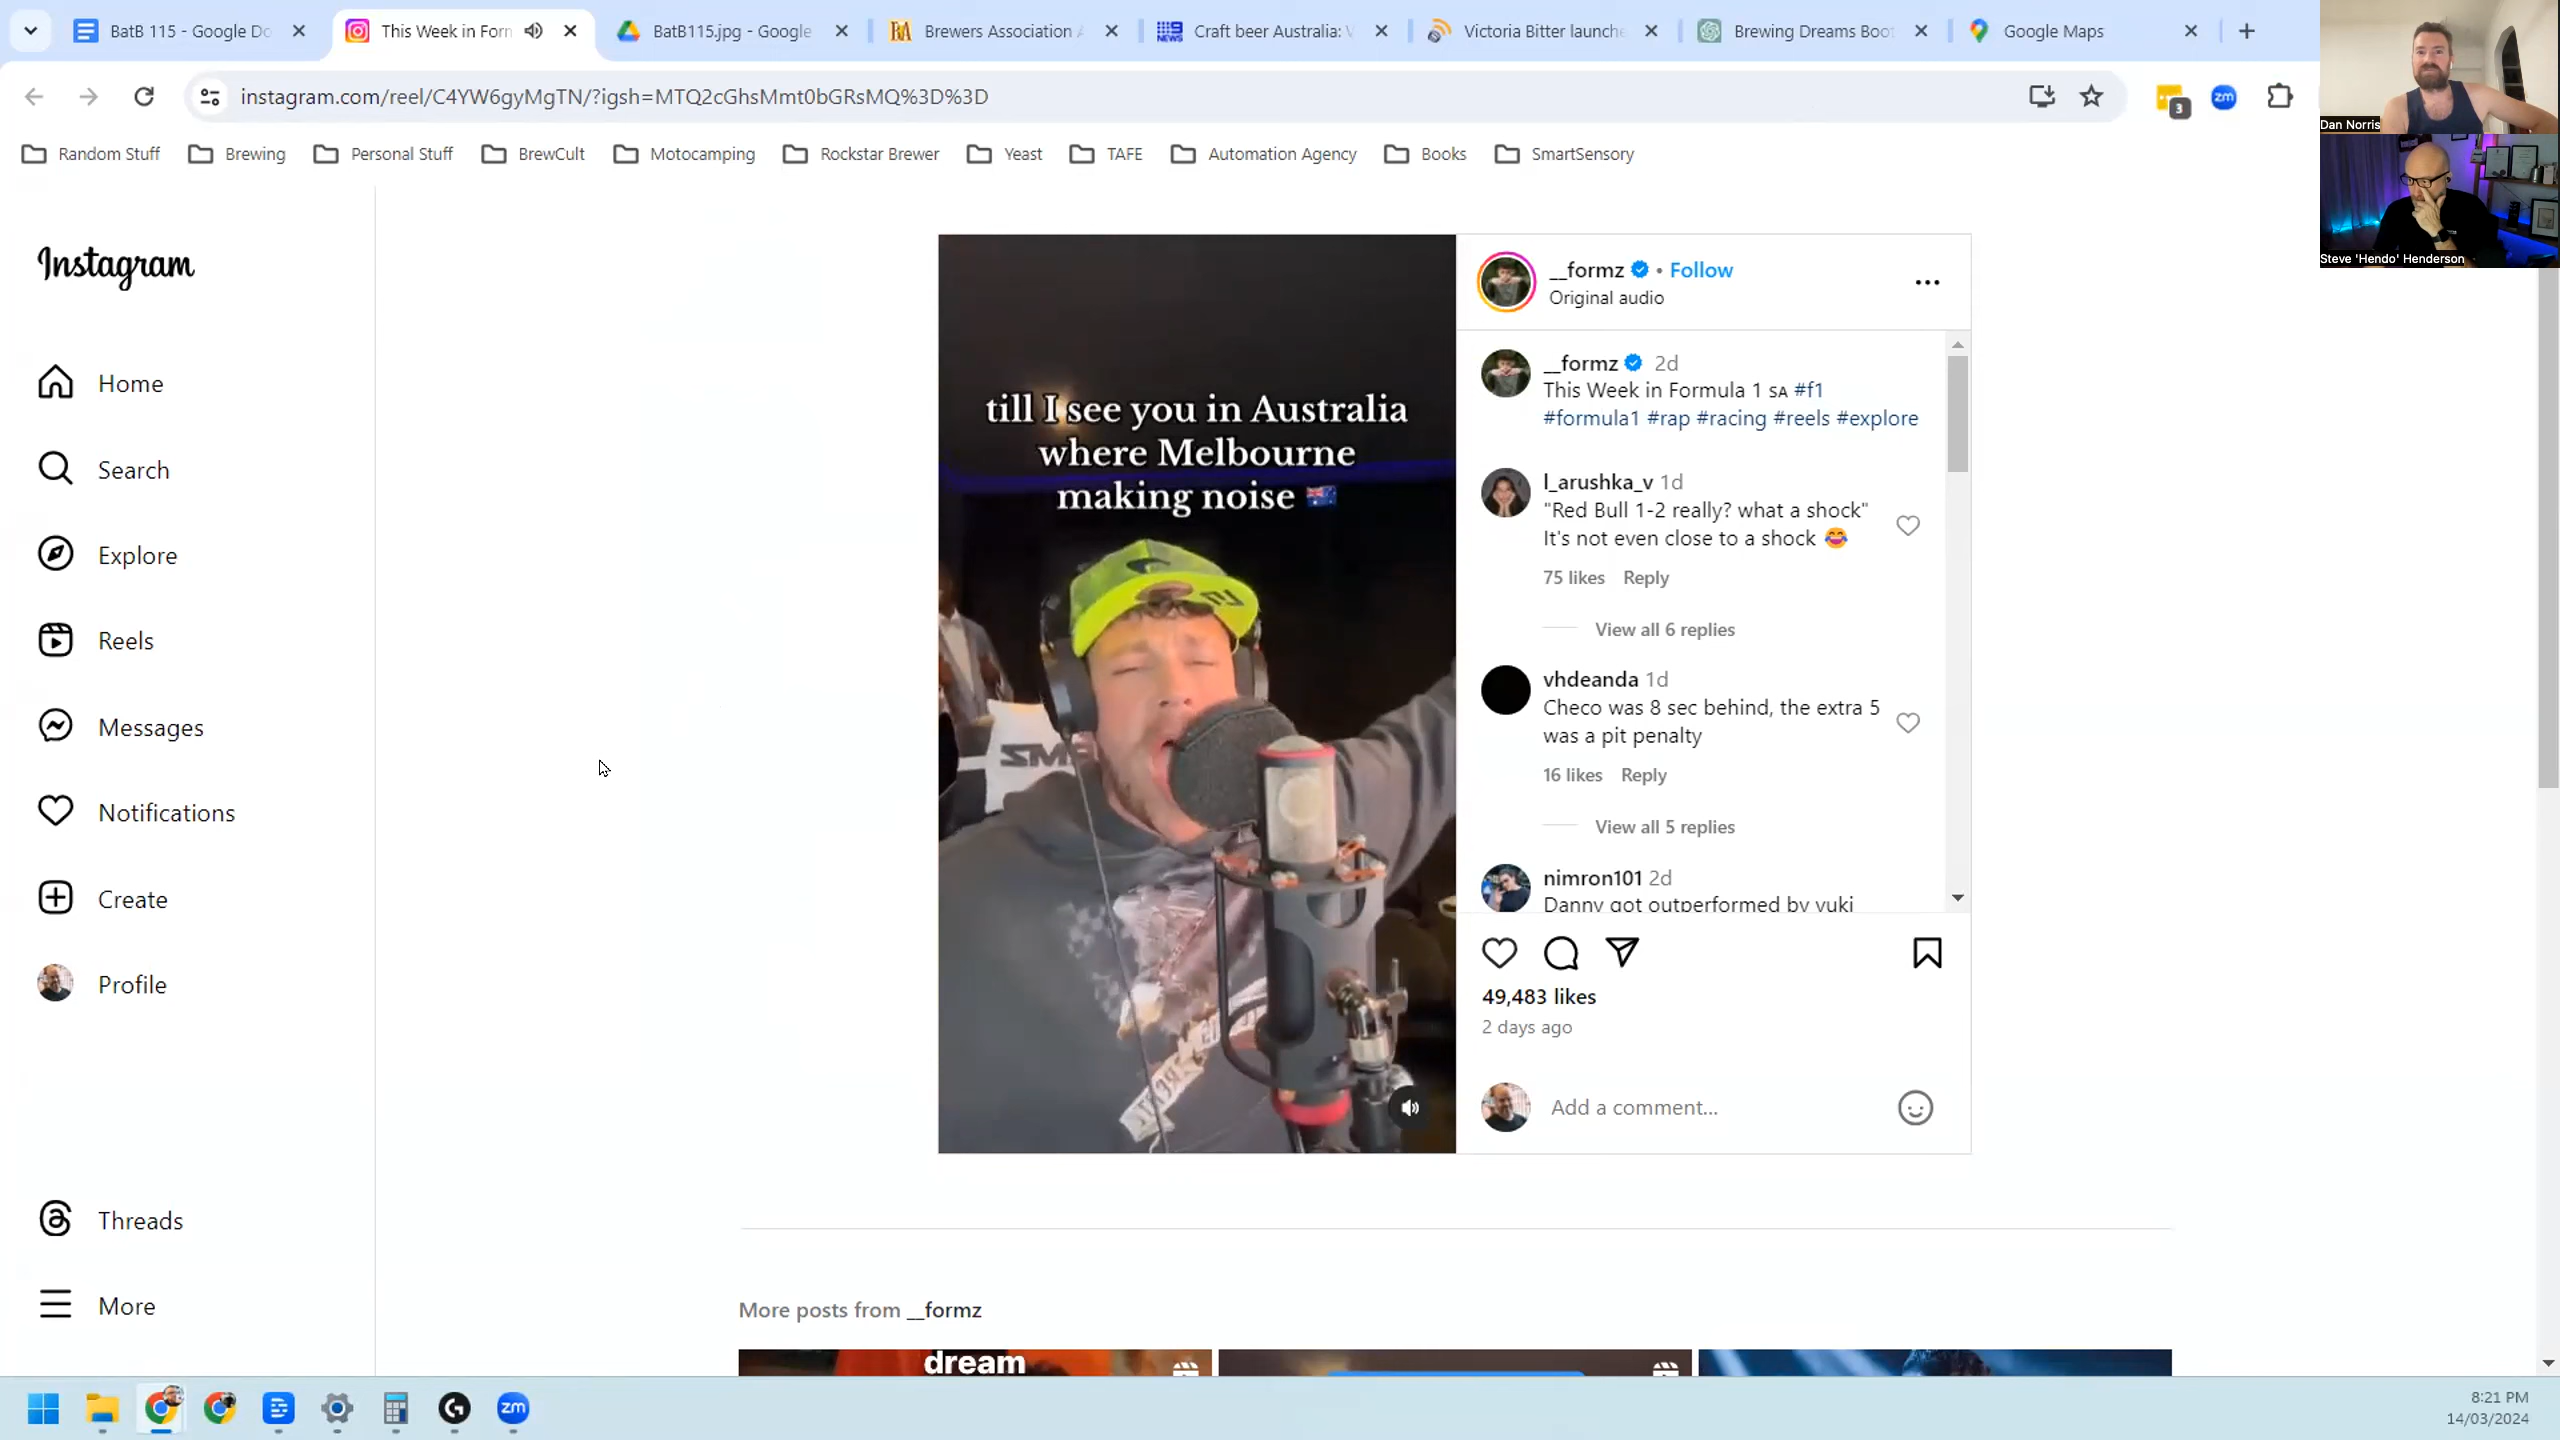 BatB 115 - Google Do
This Week in Forn
BatB115.jpg - Google
Brewers Association A
Craft beer Australia: V
Victoria Bitter launche
Brewing Dreams Boo
Google Maps
instagram.com/reel/C4YW6gyMgTN/?igsh=MTQ2cGhsMmt0bGRsMQ%3D%3D
3
zm
Random Stuff
Brewing
Personal Stuff
BrewCult
Motocamping
Rockstar Brewer
Yeast
TAFE
Automation Agency
Books
SmartSensory
Dan Norris
Steve 'Hendo' Henderson
Instagram
Home
Search
Explore
Reels
Messages
Notifications
Create
Profile
Threads
More
till I see you in Australia
where Melbourne
making noise 🇦🇺
__formz • Follow
Original audio
__formz 2d
This Week in Formula 1 SA #f1
#formula1 #rap #racing #reels #explore
l_arushka_v 1d
"Red Bull 1-2 really? what a shock"
It's not even close to a shock 😂
75 likes Reply
View all 6 replies
vhdeanda 1d
Checo was 8 sec behind, the extra 5
was a pit penalty
16 likes Reply
View all 5 replies
nimron101 2d
Danny got outperformed by yuki
49,483 likes
2 days ago
Add a comment...
More posts from __formz
dream
zm
8:21 PM
14/03/2024